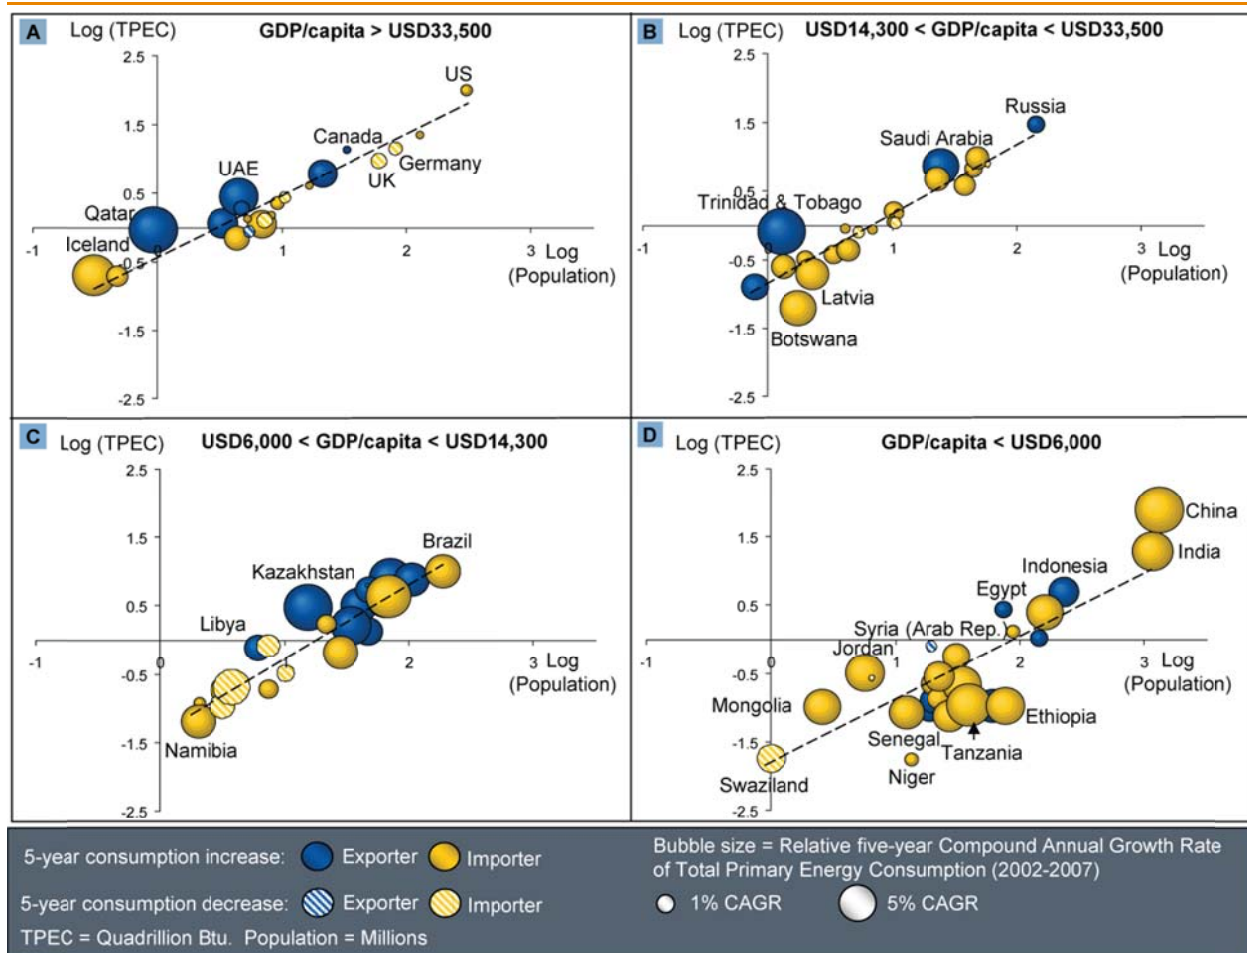 A
Log (TPEC)
GDP/capita > USD33,500
2.5
1.5
0.5
-0.5
-1.5
-2.5
-1
0
1
2
3
Log
(Population)
US
Canada
Germany
UK
UAE
Qatar
Iceland
B
Log (TPEC)
USD14,300 < GDP/capita < USD33,500
2.5
1.5
0.5
-0.5
-1.5
-2.5
-1
0
1
2
3
Log
(Population)
Russia
Saudi Arabia
Trinidad & Tobago
Latvia
Botswana
C
Log (TPEC)
USD6,000 < GDP/capita < USD14,300
2.5
1.5
0.5
-0.5
-1.5
-2.5
-1
0
1
2
3
Log
(Population)
Brazil
Kazakhstan
Libya
Namibia
D
Log (TPEC)
GDP/capita < USD6,000
2.5
1.5
0.5
-0.5
-1.5
-2.5
-1
0
1
2
3
Log
(Population)
China
India
Indonesia
Egypt
Syria (Arab Rep.)
Jordan
Mongolia
Ethiopia
Senegal
Tanzania
Niger
Swaziland
5-year consumption increase: Exporter Importer
5-year consumption decrease: Exporter Importer
TPEC = Quadrillion Btu. Population = Millions
Bubble size = Relative five-year Compound Annual Growth Rate
of Total Primary Energy Consumption (2002-2007)
1% CAGR 5% CAGR